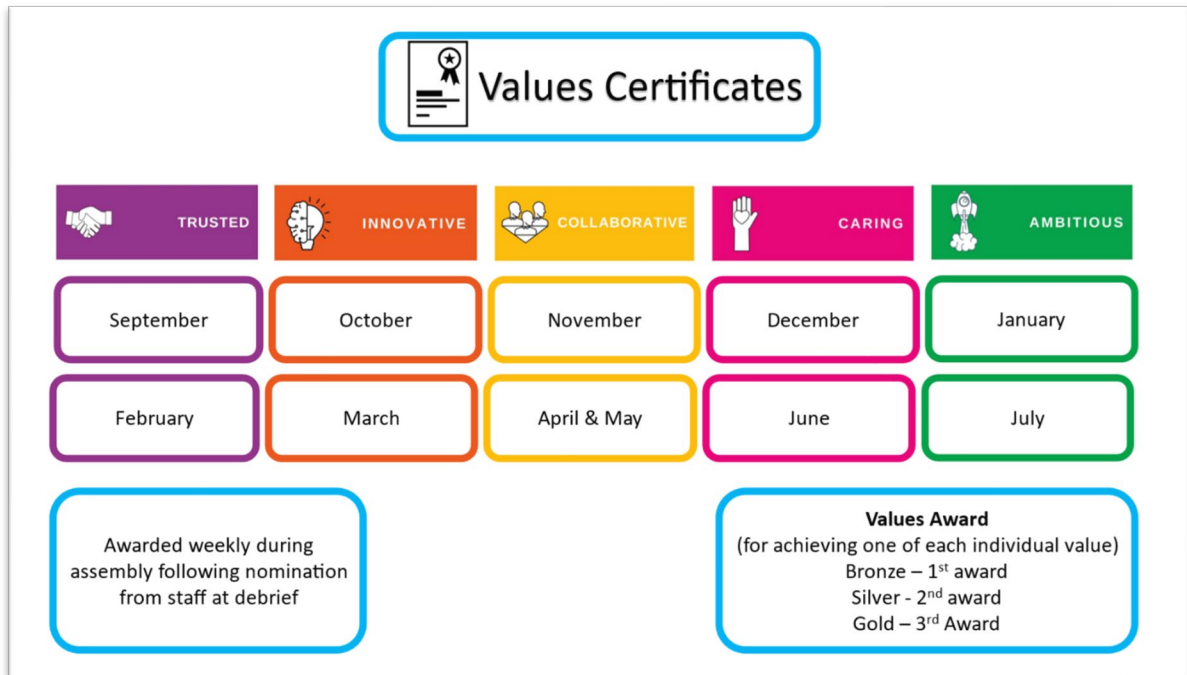 Values Certificates
TRUSTED
INNOVATIVE
COLLABORATIVE
CARING
AMBITIOUS
September
October
November
December
January
February
March
April & May
June
July
Awarded weekly during
assembly following nomination
from staff at debrief
Values Award
(for achieving one of each individual value)
Bronze – 1st award
Silver - 2nd award
Gold – 3rd Award